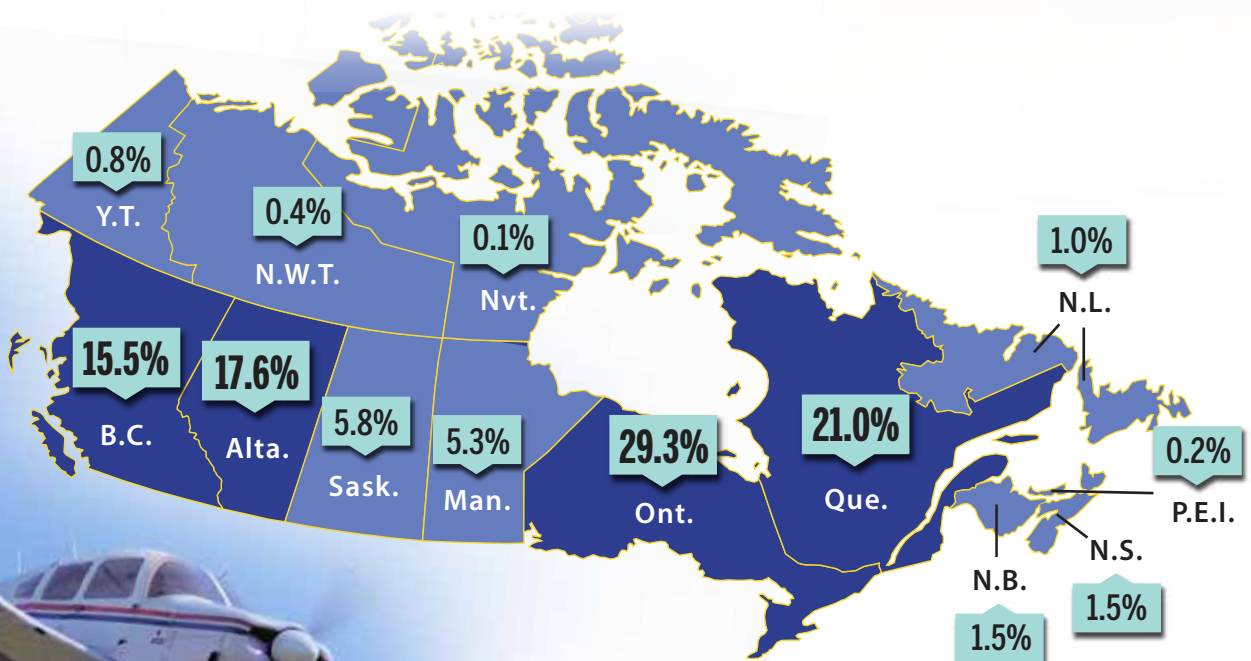 0.8%
Y.T.
0.4%
N.W.T.
0.1%
Nvt.
1.0%
N.L.
15.5%
B.C.
17.6%
Alta.
5.8%
Sask.
5.3%
Man.
29.3%
Ont.
21.0%
Que.
0.2%
P.E.I.
N.S.
1.5%
N.B.
1.5%